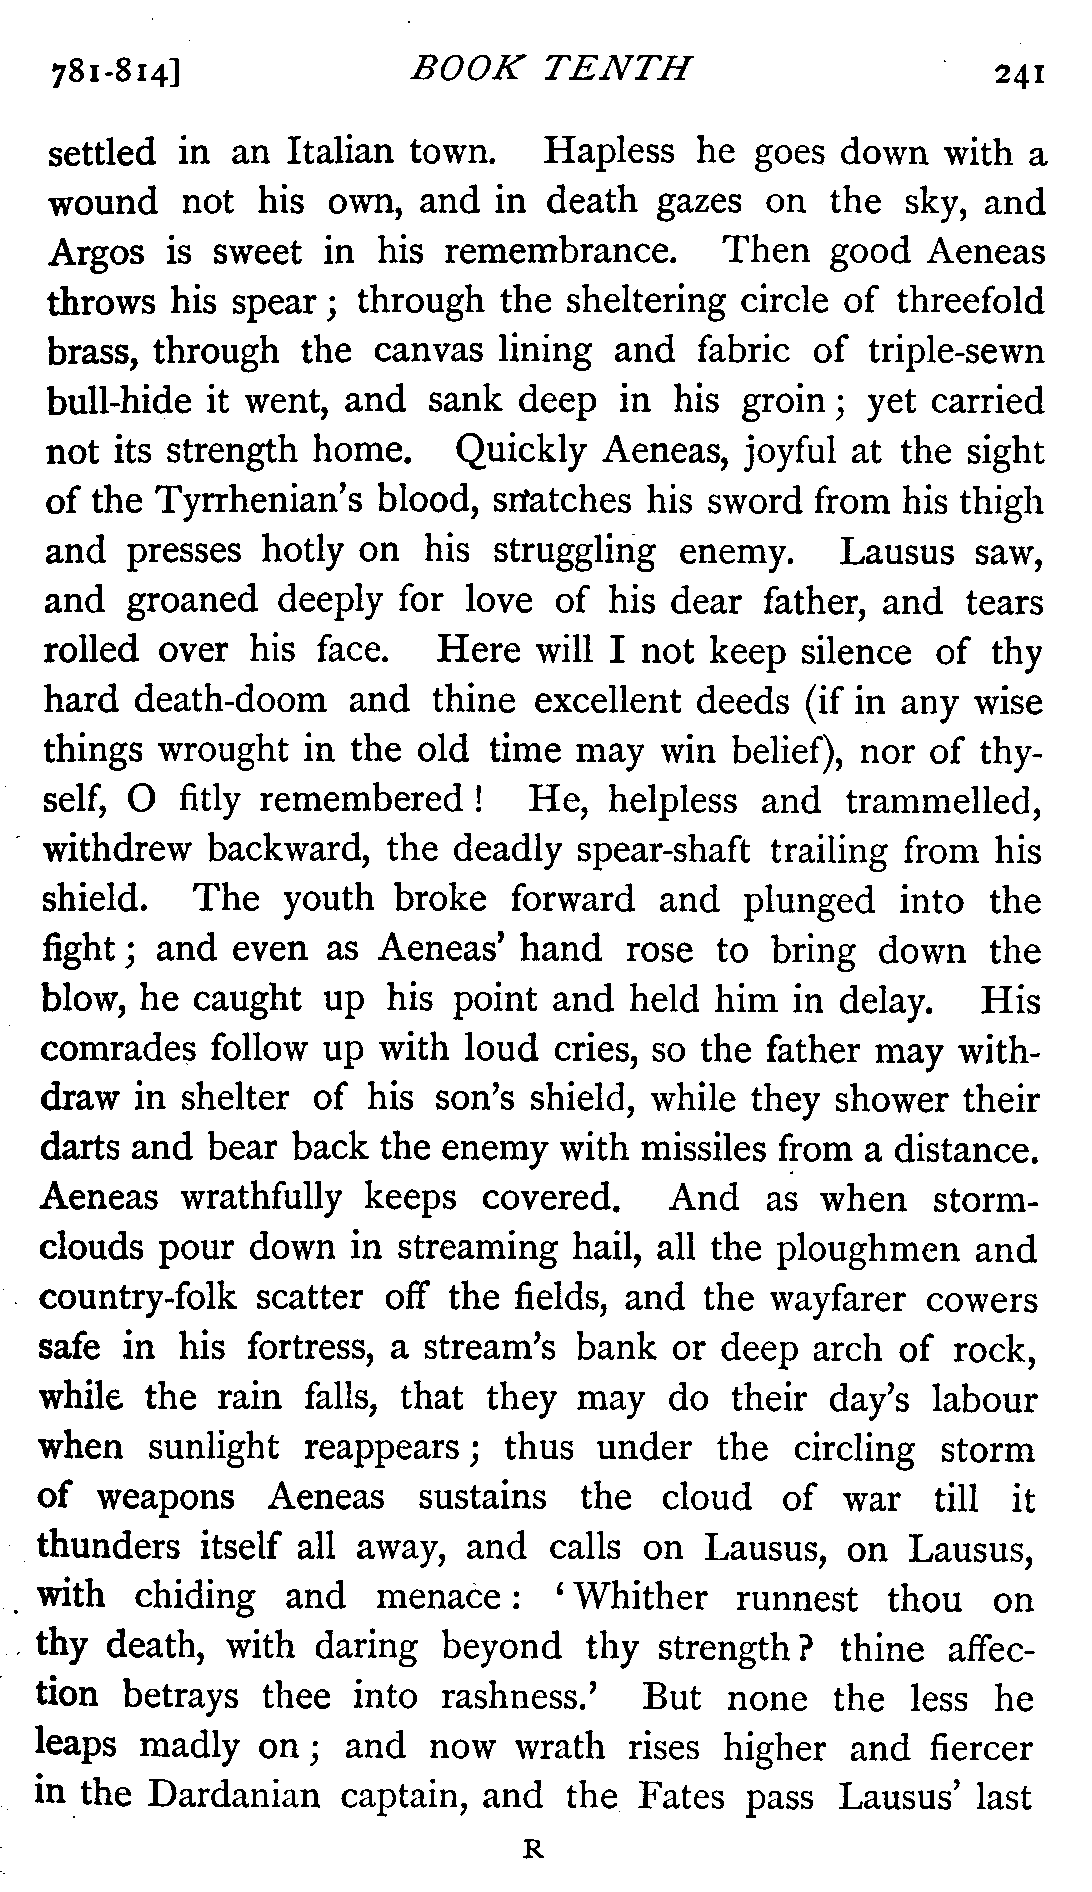 781-814] BOOK TENTH 241
settled in an Italian town. Hapless he goes down with a
wound not his own, and in death gazes on the sky, and
Argos is sweet in his remembrance. Then good Aeneas
throws his spear ; through the sheltering circle of threefold
brass, through the canvas lining and fabric of triple-sewn
bull-hide it went, and sank deep in his groin ; yet carried
not its strength home. Quickly Aeneas, joyful at the sight
of the Tyrrhenian's blood, snatches his sword from his thigh
and presses hotly on his struggling enemy. Lausus saw,
and groaned deeply for love of his dear father, and tears
rolled over his face. Here will I not keep silence of thy
hard death-doom and thine excellent deeds (if in any wise
things wrought in the old time may win belief), nor of thy-
self, O fitly remembered ! He, helpless and trammelled,
withdrew backward, the deadly spear-shaft trailing from his
shield. The youth broke forward and plunged into the
fight ; and even as Aeneas' hand rose to bring down the
blow, he caught up his point and held him in delay. His
comrades follow up with loud cries, so the father may with-
draw in shelter of his son's shield, while they shower their
darts and bear back the enemy with missiles from a distance.
Aeneas wrathfully keeps covered. And as when storm-
clouds pour down in streaming hail, all the ploughmen and
country-folk scatter off the fields, and the wayfarer cowers
safe in his fortress, a stream's bank or deep arch of rock,
while the rain falls, that they may do their day's labour
when sunlight reappears ; thus under the circling storm
of weapons Aeneas sustains the cloud of war till it
thunders itself all away, and calls on Lausus, on Lausus,
with chiding and menace : 'Whither runnest thou on
thy death, with daring beyond thy strength ? thine affec-
tion betrays thee into rashness.' But none the less he
leaps madly on ; and now wrath rises higher and fiercer
in the Dardanian captain, and the Fates pass Lausus' last
R